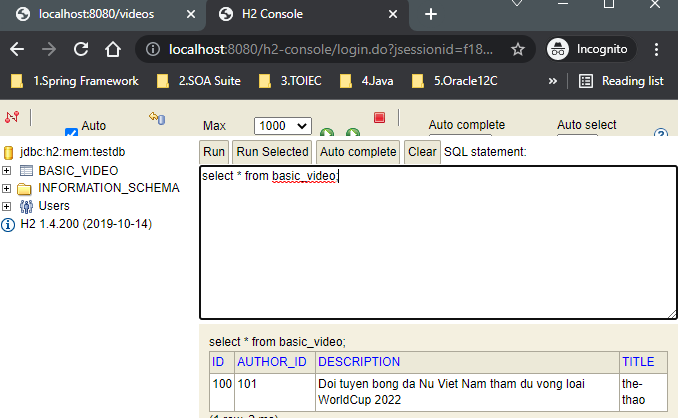 localhost:8080/videos
H2 Console
localhost:8080/h2-console/login.do?jsessionid=f18...
Incognito
1.Spring Framework
2.SOA Suite
3.TOIEC
4.Java
5.Oracle12C
»
Reading list
Auto
Max
1000
Auto complete
Auto select
jdbc:h2:mem:testdb
BASIC_VIDEO
INFORMATION_SCHEMA
Users
H2 1.4.200 (2019-10-14)
Run
Run Selected
Auto complete
Clear
SQL statement:
select * from basic_video;
select * from basic_video;
ID AUTHOR_ID DESCRIPTION TITLE
100 101 Doi tuyen bong da Nu Viet Nam tham du vong loai the-
WorldCup 2022 thao
(1 row, 2 ms)